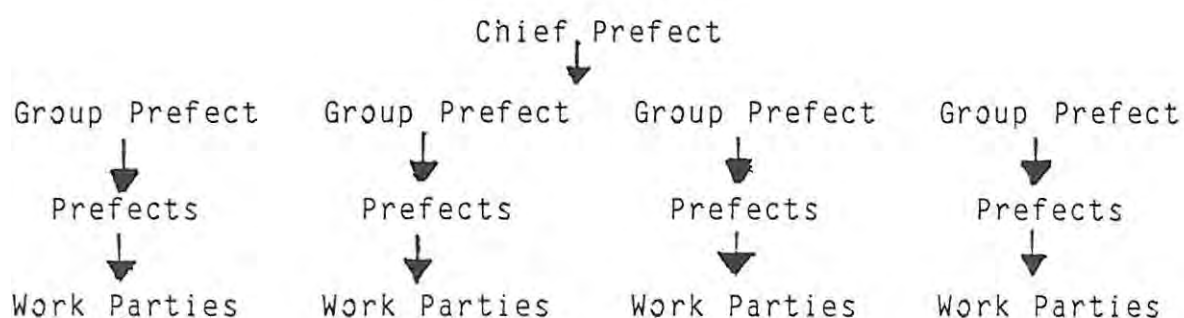 Chief Prefect
Group Prefect Group Prefect Group Prefect Group Prefect
Prefects Prefects Prefects Prefects
Work Parties Work Parties Work Parties Work Parties